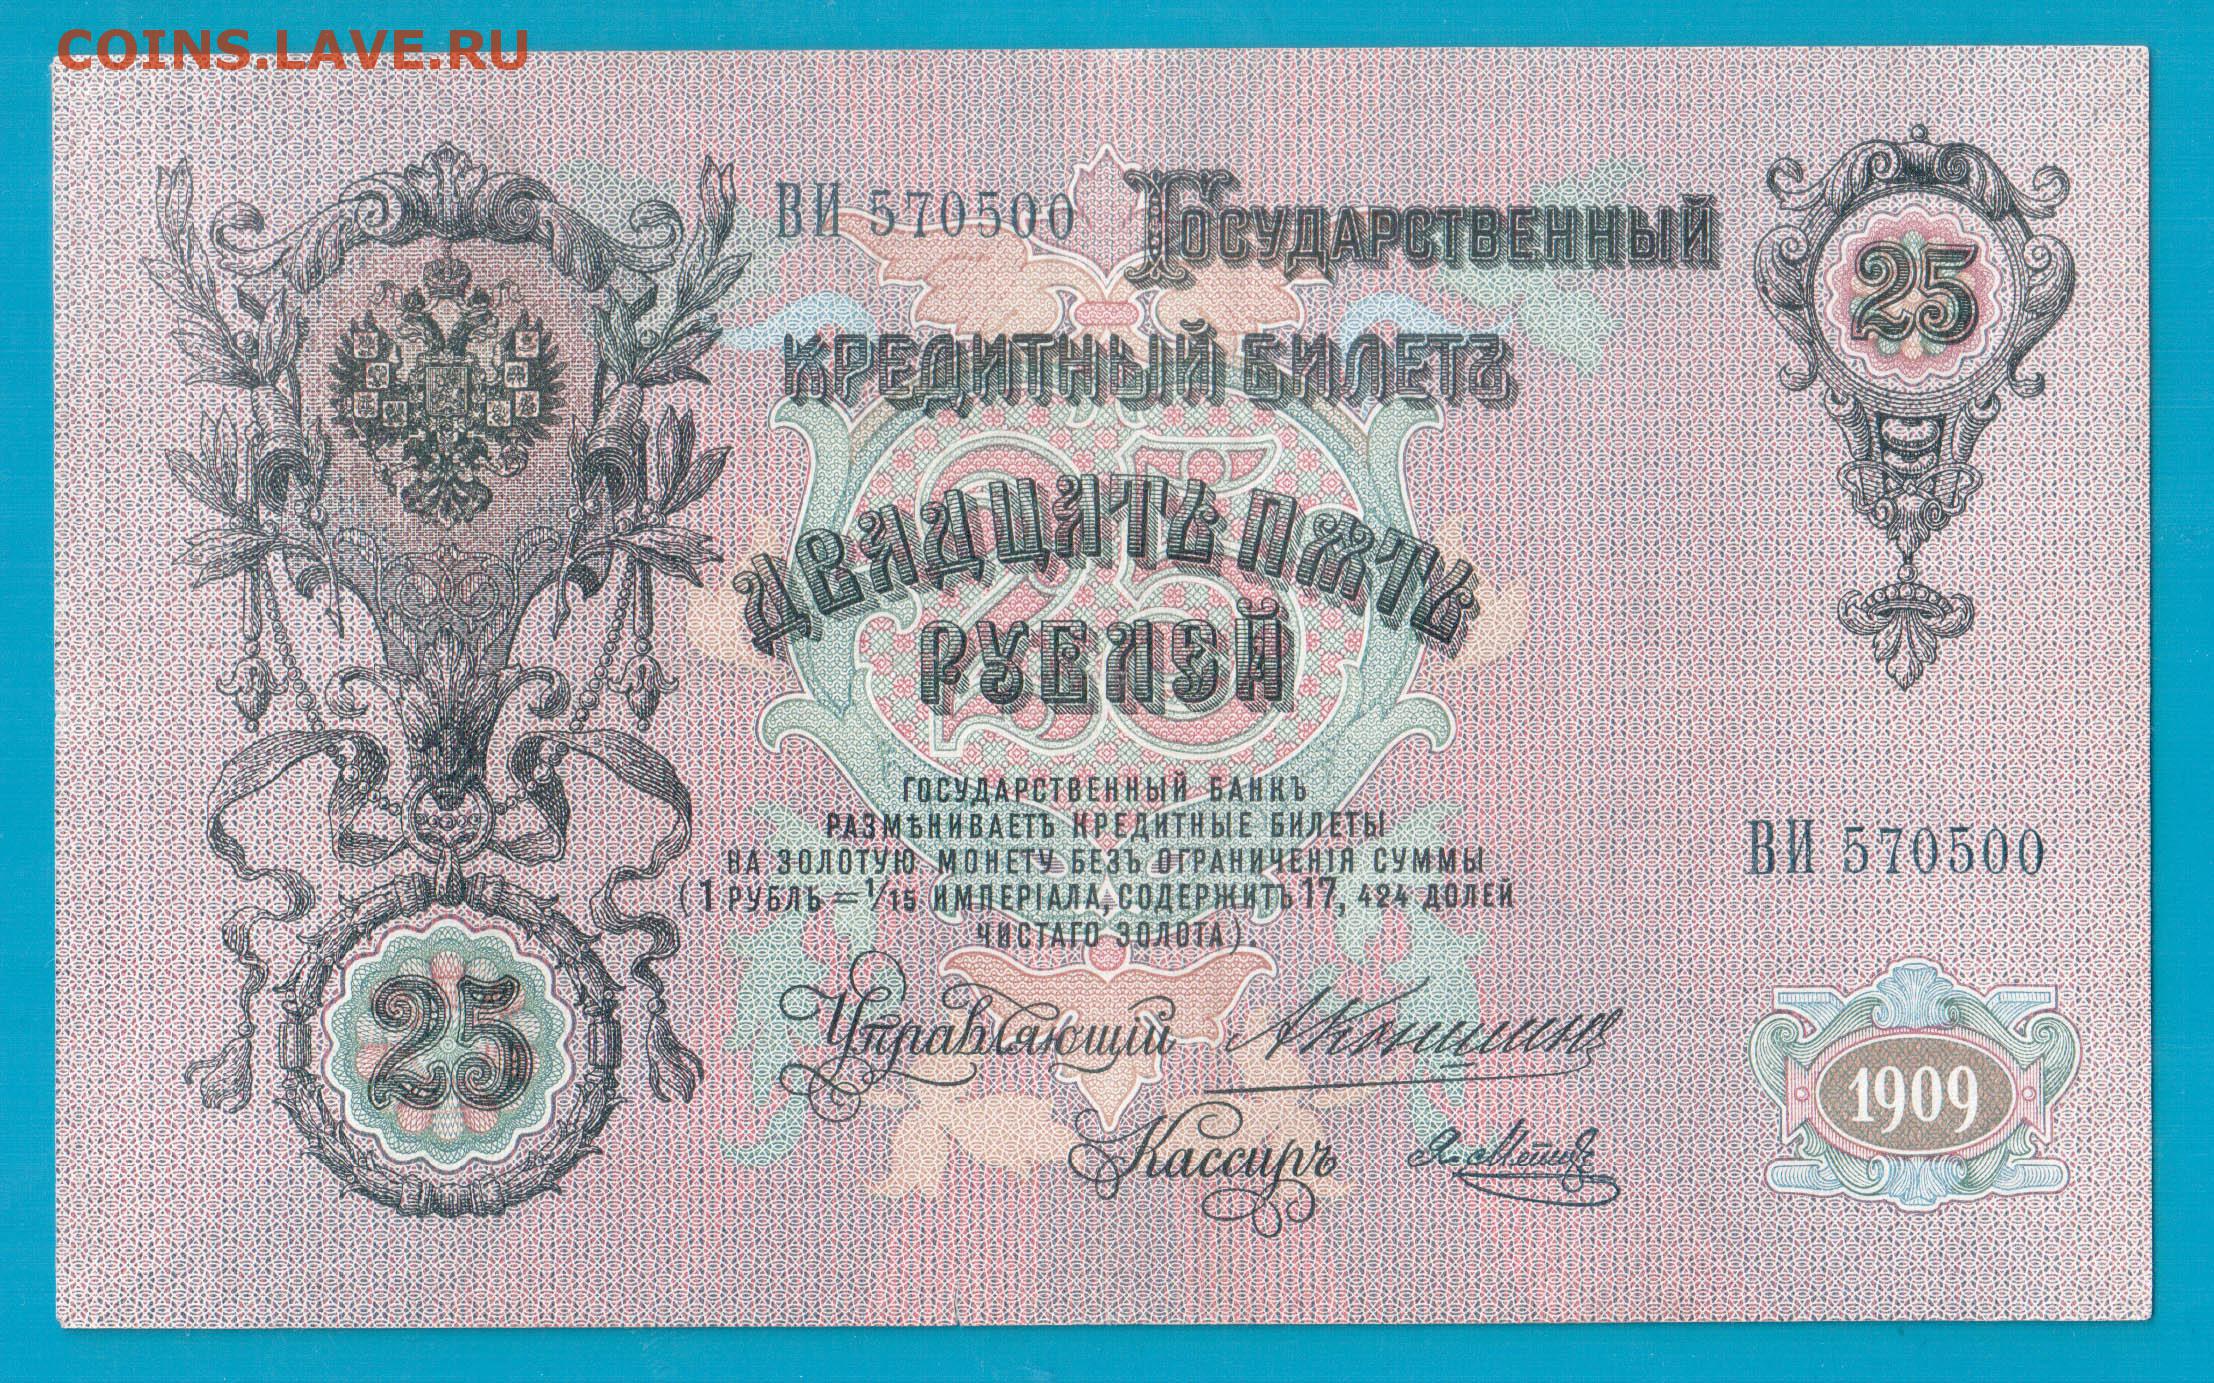 COINS.LAVE.RU
ВИ 570500 ГОСУДАРСТВЕННЫЙ
25
КРЕДИТНЫЙ БИЛЕТЪ
25
ДВАДЦАТЬ ПЯТЬ
РУБЛЕЙ
ГОСУДАРСТВЕННЫЙ БАНКЪ
РАЗМѢНИВАЕТЪ КРЕДИТНЫЕ БИЛЕТЫ
НА ЗОЛОТУЮ МОНЕТУ БЕЗЪ ОГРАНИЧЕНІЯ СУММЫ
(1 РУБЛЬ = 1/15 ИМПЕРІАЛА, СОДЕРЖИТЪ 17, 424 ДОЛЕЙ
ЧИСТАГО ЗОЛОТА).
ВИ 570500
25
Управляющій АКоншинъ
Кассиръ
1909